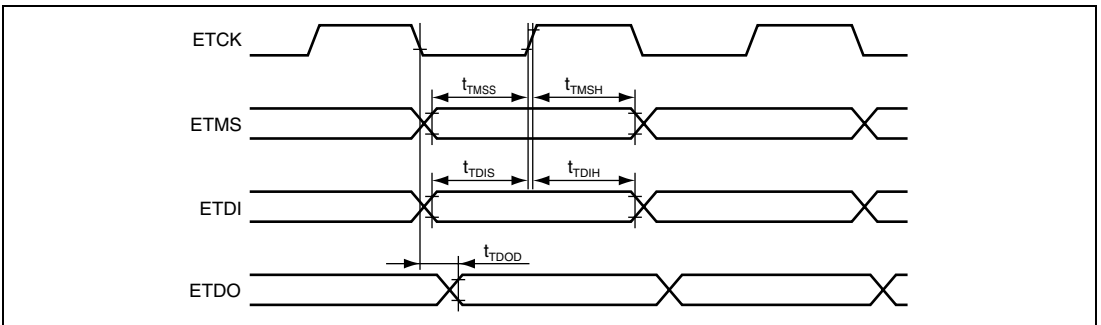 ETCK
tTMSS tTMSH
ETMS
tTDIS tTDIH
ETDI
tTDOD
ETDO